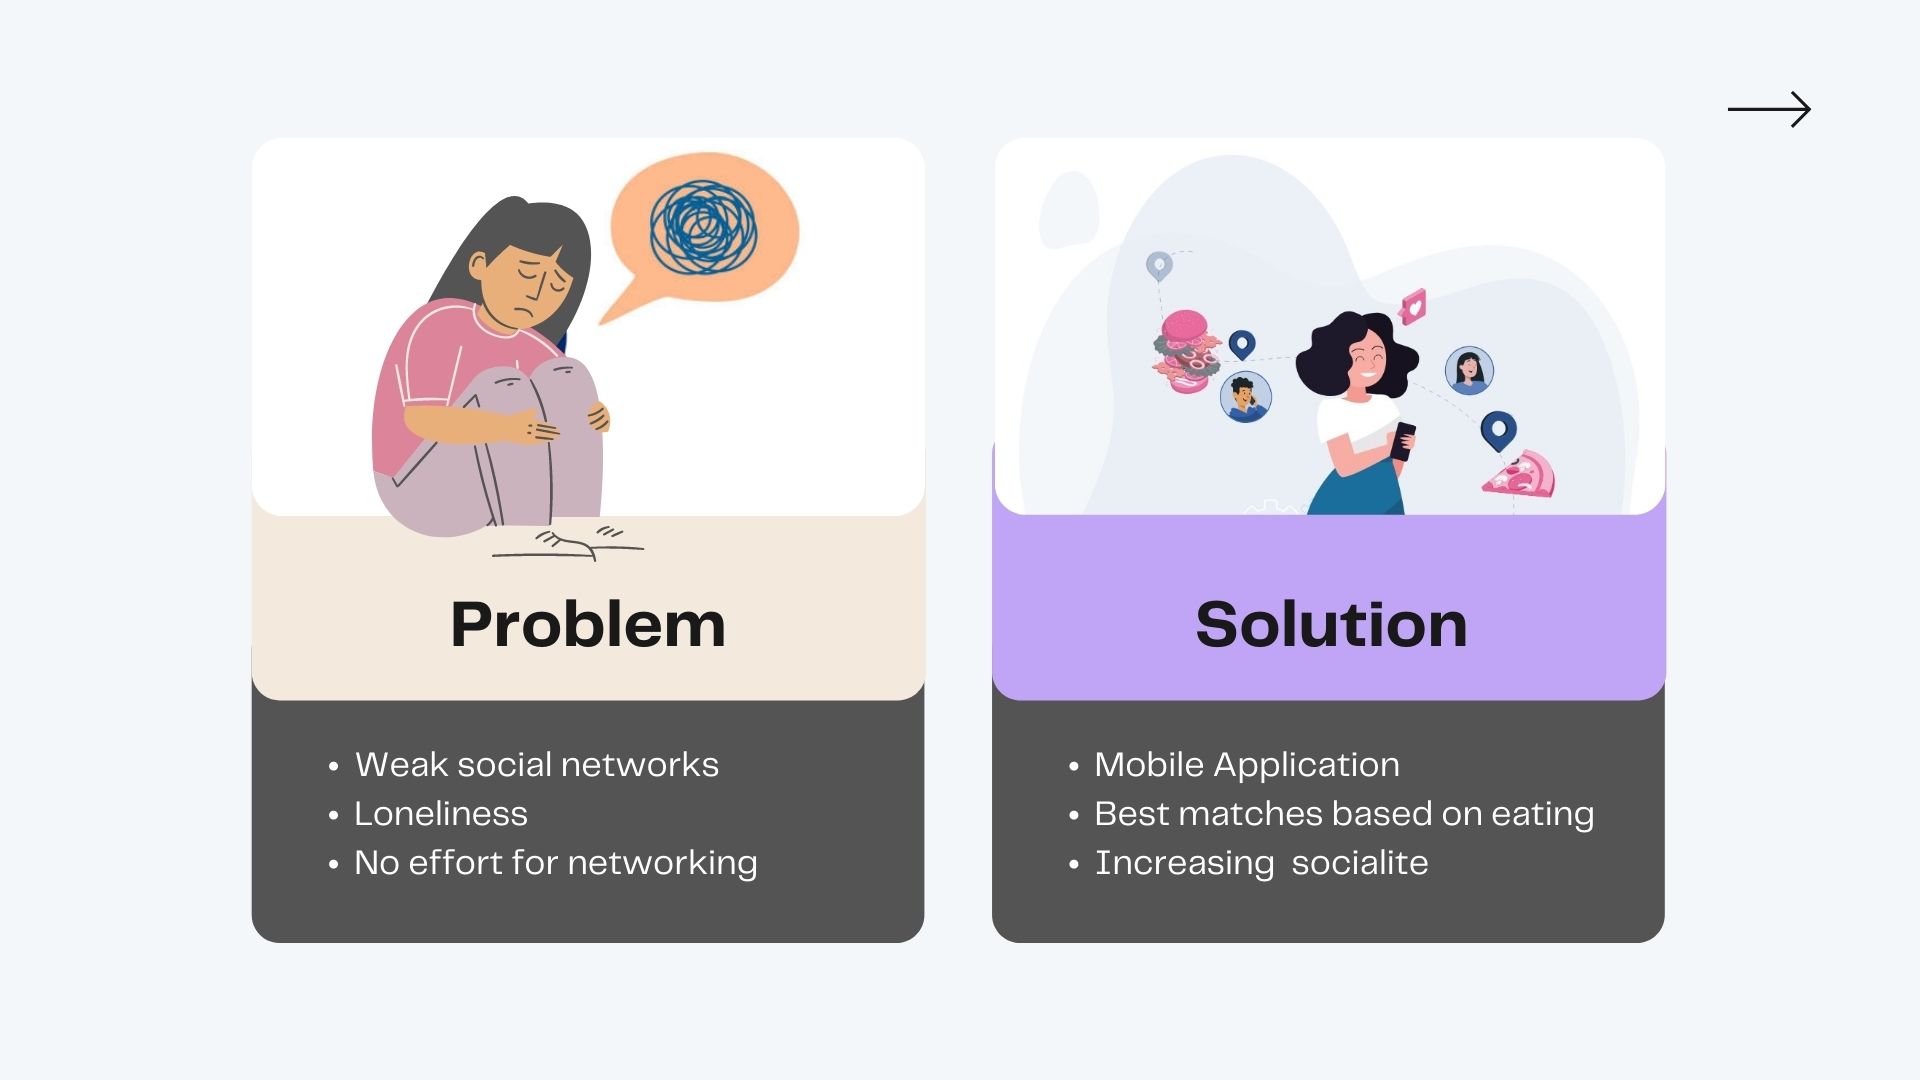 Problem
• Weak social networks
• Loneliness
• No effort for networking
Solution
• Mobile Application
• Best matches based on eating
• Increasing  socialite